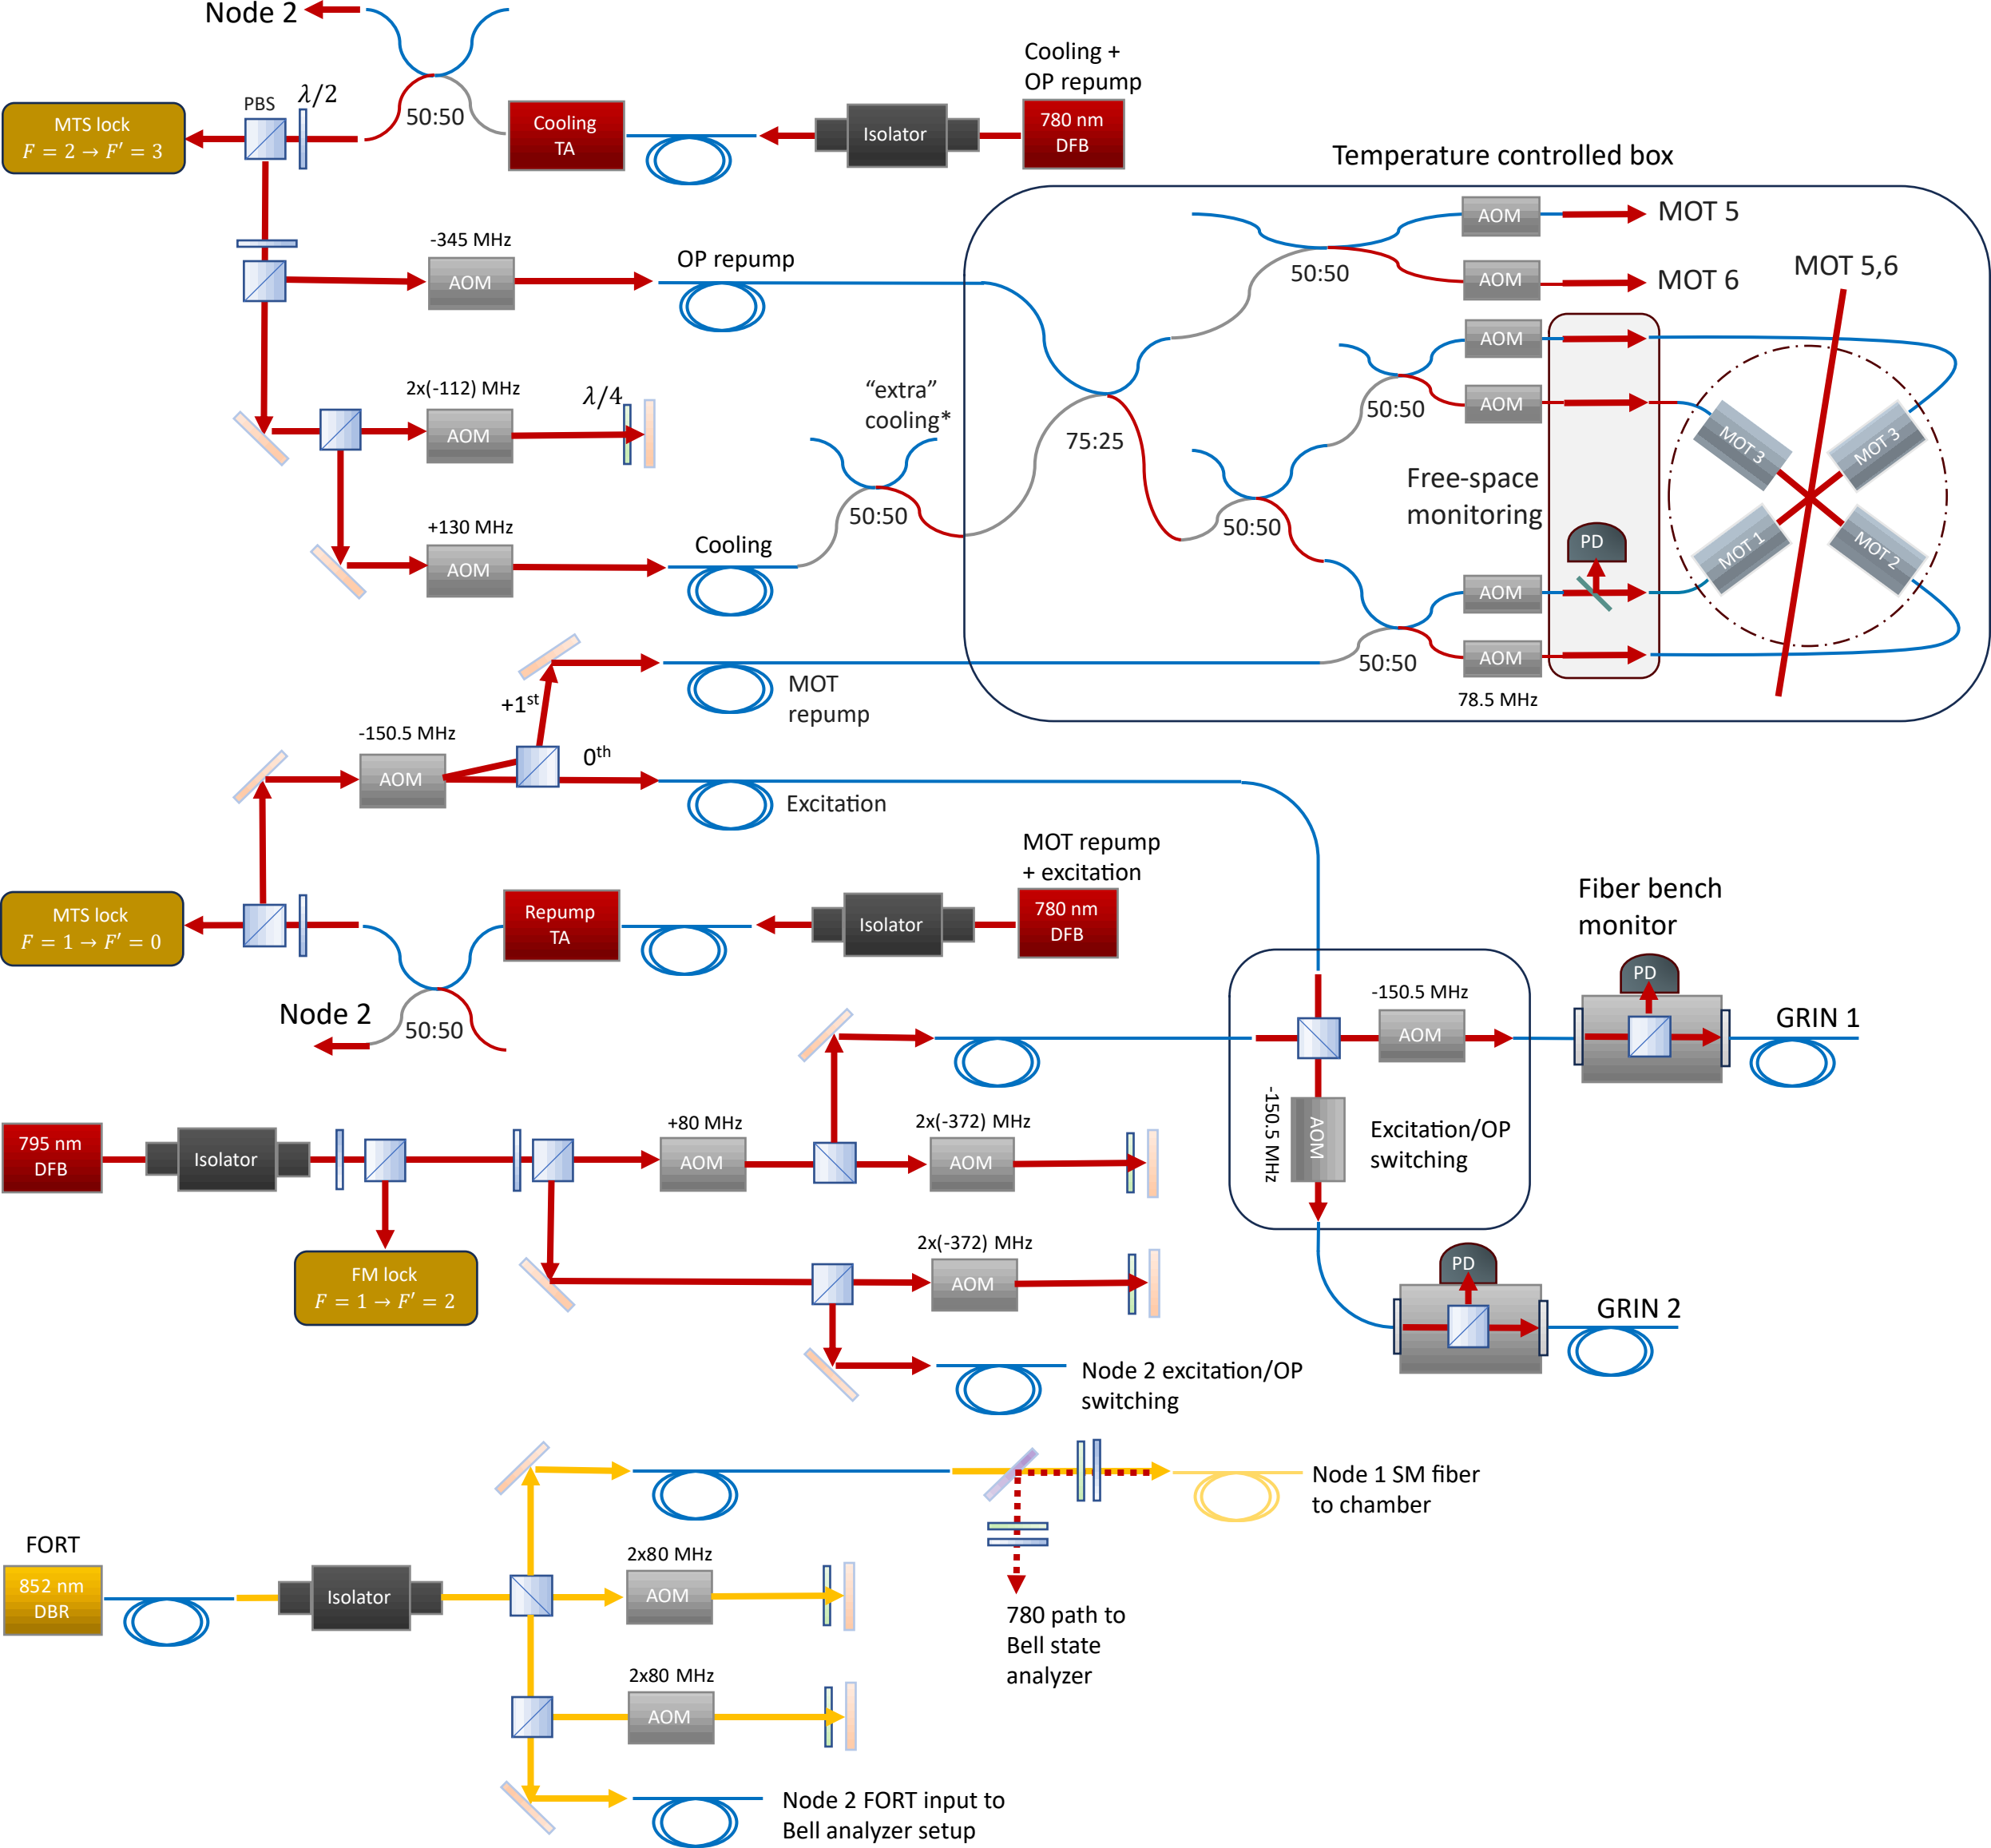 Node 2
Cooling +
OP repump
PBS
λ/2
50:50
MTS lock
F = 2 → F′ = 3
Cooling
TA
Isolator
780 nm
DFB
Temperature controlled box
-345 MHz
AOM
OP repump
AOM
MOT 5
50:50
AOM
MOT 6
MOT 5,6
2x(-112) MHz
AOM
λ/4
"extra"
cooling*
50:50
75:25
AOM
AOM
50:50
MOT 3
MOT 3
Free-space
monitoring
50:50
PD
MOT 1
MOT 2
+130 MHz
AOM
Cooling
AOM
50:50
AOM
78.5 MHz
MOT
repump
+1st
-150.5 MHz
AOM
0th
Excitation
MOT repump
+ excitation
MTS lock
F = 1 → F′ = 0
Repump
TA
Isolator
780 nm
DFB
Fiber bench
monitor
Node 2
50:50
-150.5 MHz
AOM
PD
GRIN 1
-150.5 MHz
AOM
Excitation/OP
switching
795 nm
DFB
Isolator
+80 MHz
AOM
2x(-372) MHz
AOM
FM lock
F = 1 → F′ = 2
2x(-372) MHz
AOM
PD
GRIN 2
Node 2 excitation/OP
switching
Node 1 SM fiber
to chamber
FORT
852 nm
DBR
Isolator
2x80 MHz
AOM
780 path to
Bell state
analyzer
2x80 MHz
AOM
Node 2 FORT input to
Bell analyzer setup